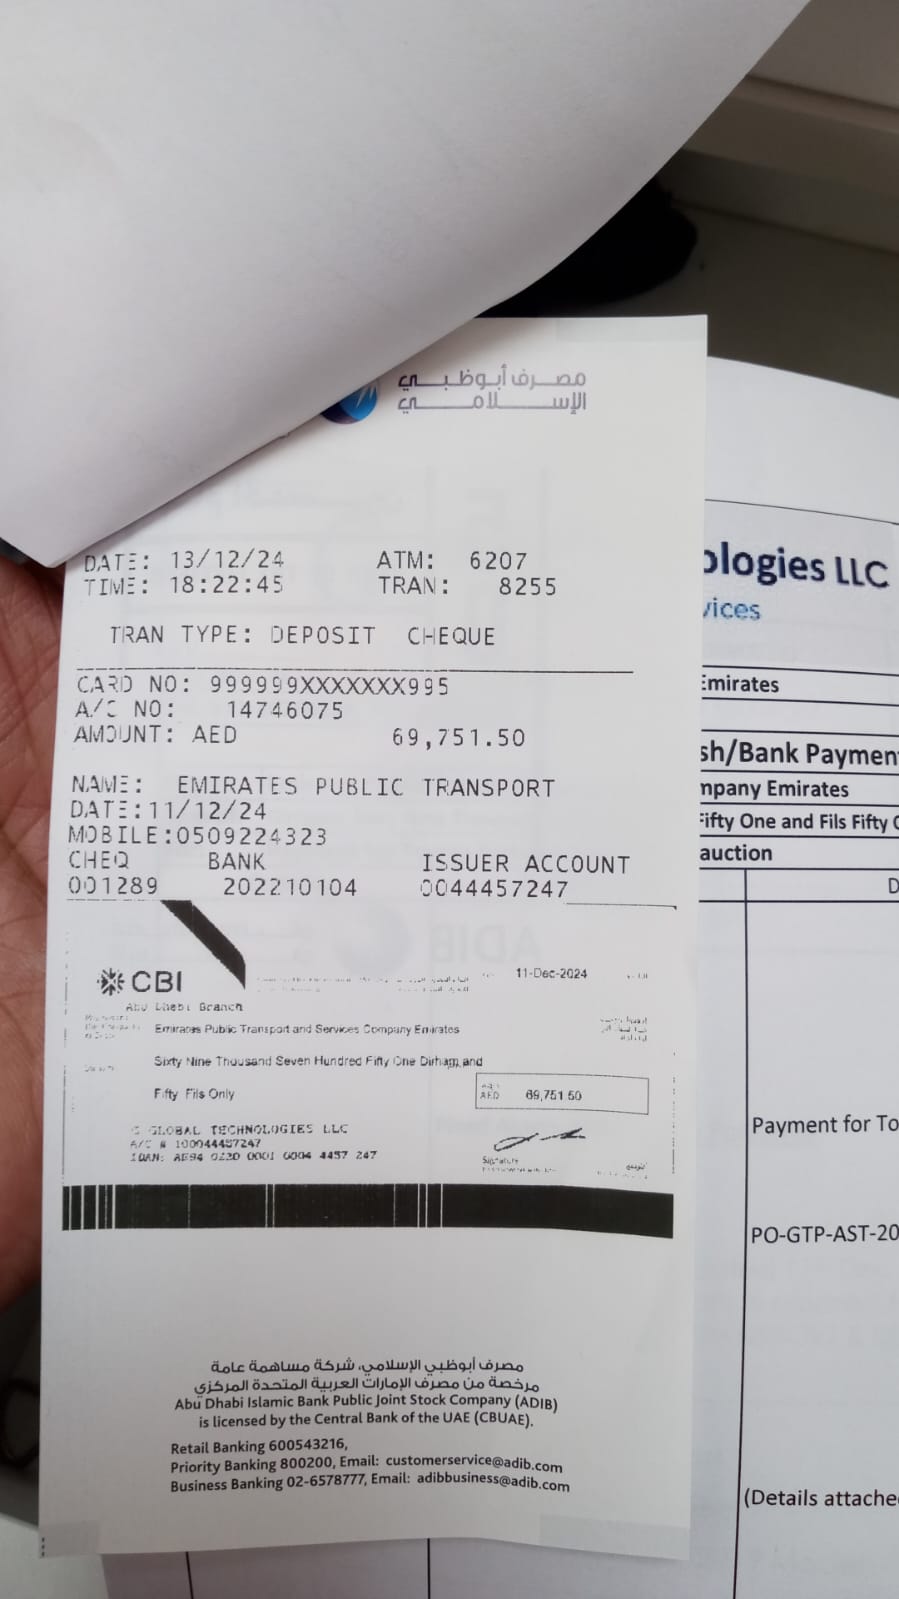 مصرف أبوظبي
الإسلامي
DATE: 13/12/24 ATM: 6207
TIME: 18:22:45 TRAN: 8255
TRAN TYPE: DEPOSIT CHEQUE
CARD NO: 999999XXXXXXX995
A/C NO: 14746075
AMOUNT: AED 69,751.50
NAME: EMIRATES PUBLIC TRANSPORT
DATE:11/12/24
MOBILE:0509224323
CHEQ BANK ISSUER ACCOUNT
001289 202210104 0044457247
CBI
11-Dec-2024
Abu Dhabi Branch
Emirates Public Transport and Services Company Emirates
Sixty Nine Thousand Seven Hundred Fifty One Dirham and
Fifty Fils Only
AED 69,751.50
GLOBAL TECHNOLOGIES LLC
A/C # 100044457247
IBAN: AE94 0220 0001 0004 4457 247
Signature
مصرف أبوظبي الإسلامي، شركة مساهمة عامة
مرخصة من مصرف الإمارات العربية المتحدة المركزي
Abu Dhabi Islamic Bank Public Joint Stock Company (ADIB)
is licensed by the Central Bank of the UAE (CBUAE).
Retail Banking 600543216,
Priority Banking 800200, Email: customerservice@adib.com
Business Banking 02-6578777, Email: adibbusiness@adib.com
ologies LLC
vices
Emirates
sh/Bank Paymen
mpany Emirates
Fifty One and Fils Fifty
auction
D
Payment for To
PO-GTP-AST-20
(Details attache